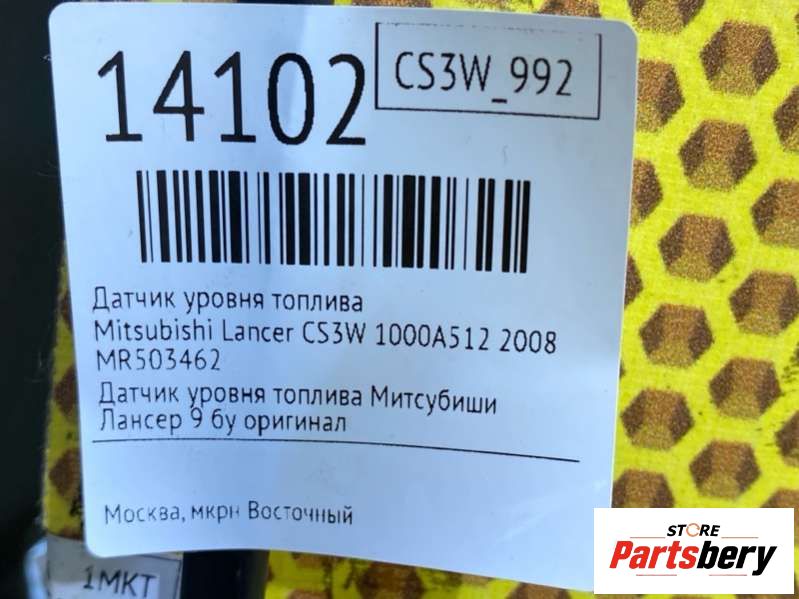 14102
CS3W_992
Датчик уровня топлива
Mitsubishi Lancer CS3W 1000A512 2008
MR503462
Датчик уровня топлива Митсубиши
Лансер 9 бу оригинал
Москва, мкрн Восточный
1МКТ
STORE
Partsbery